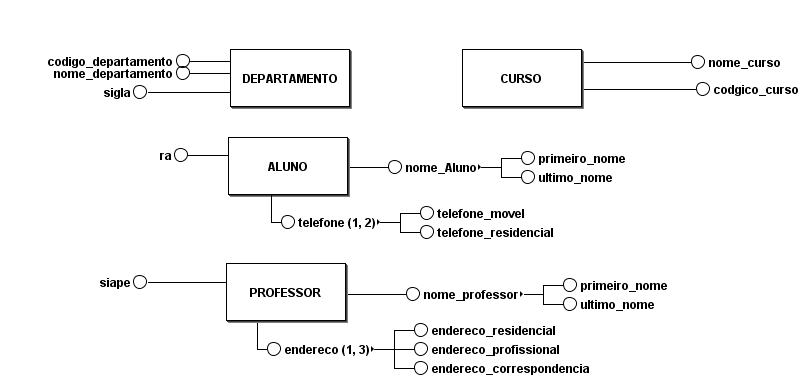 codigo_departamento
nome_departamento
sigla
DEPARTAMENTO
CURSO
nome_curso
codgico_curso
ra
ALUNO
nome_Aluno
primeiro_nome
ultimo_nome
telefone (1, 2)
telefone_movel
telefone_residencial
siape
PROFESSOR
nome_professor
primeiro_nome
ultimo_nome
endereco (1, 3)
endereco_residencial
endereco_profissional
endereco_correspondencia